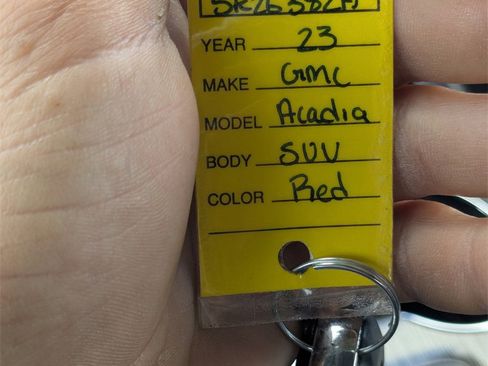 YEAR 23
MAKE GMC
MODEL Acadia
BODY SUV
COLOR Red